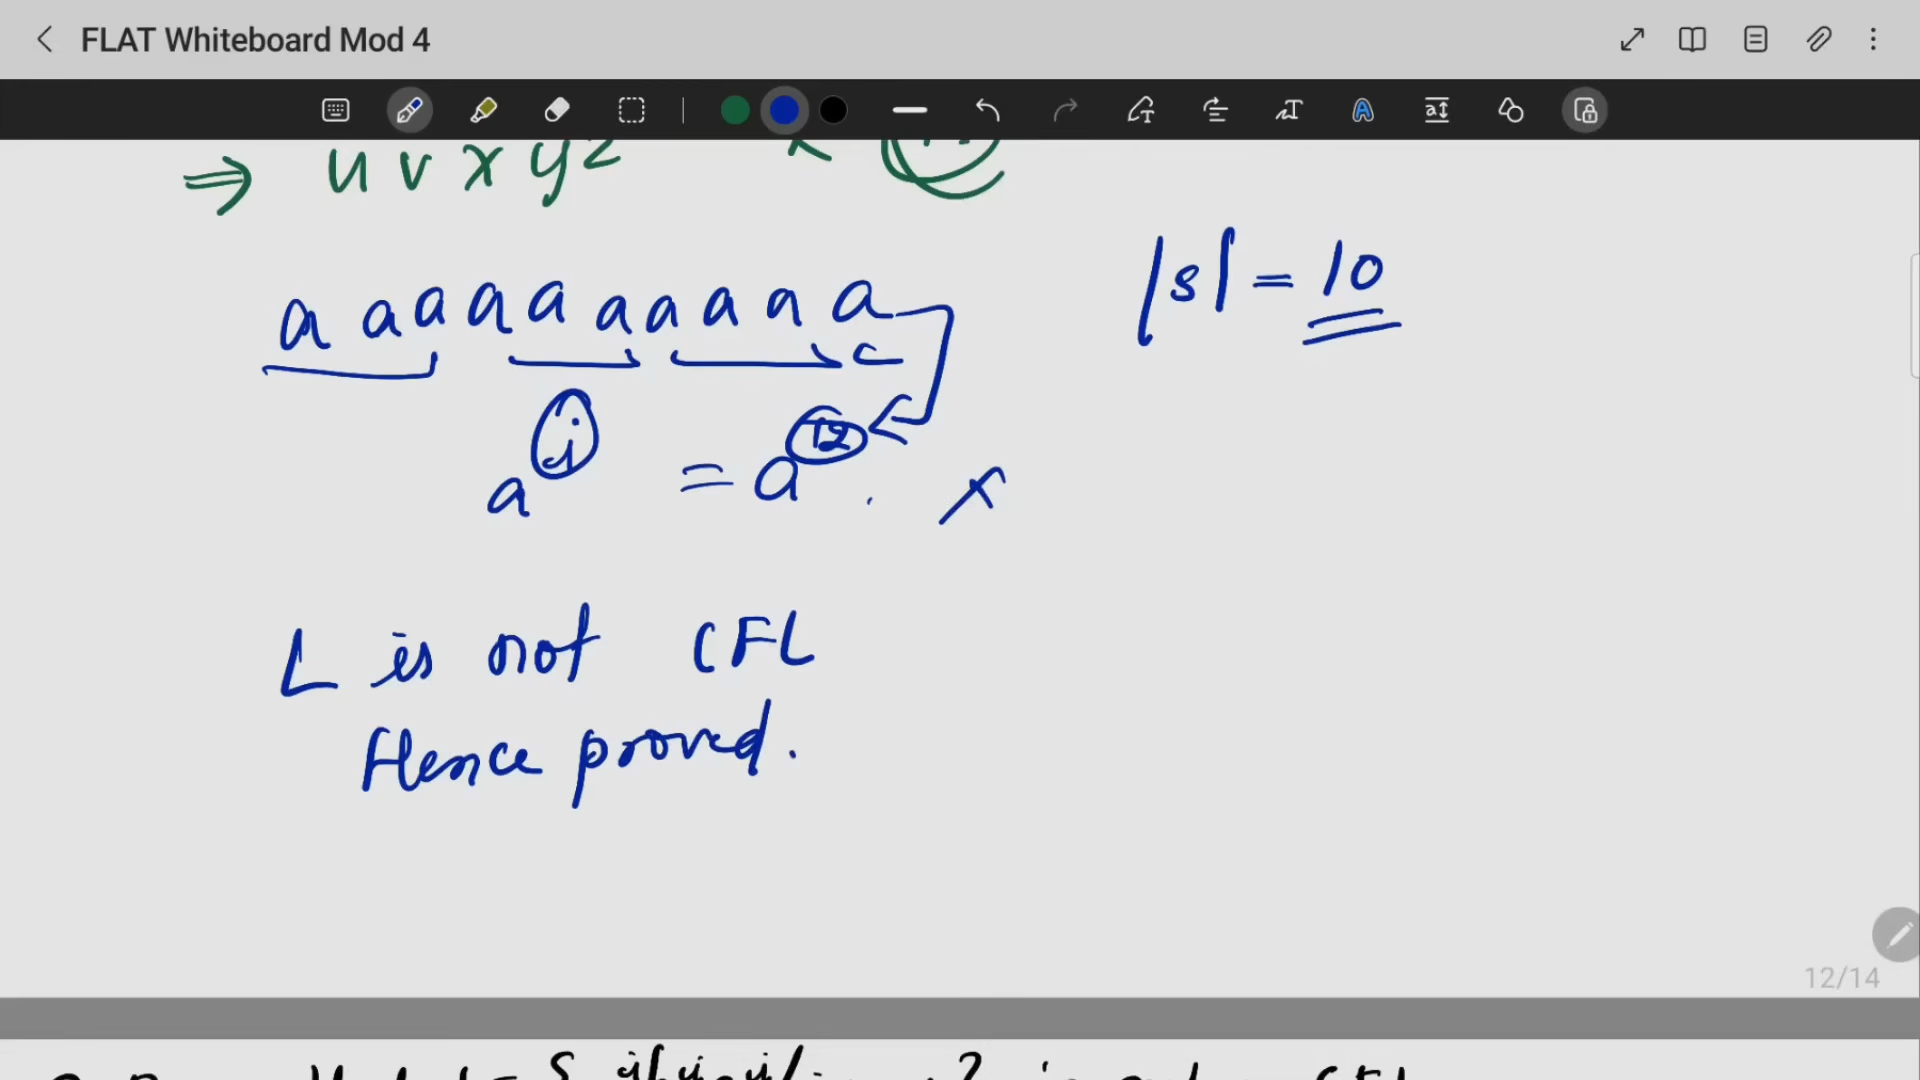 FLAT Whiteboard Mod 4
⇒ u v x y z
a a a a a a a a a a |s| = 10
a^j = a^12 . x
L is not CFL
Hence proved.
12/14